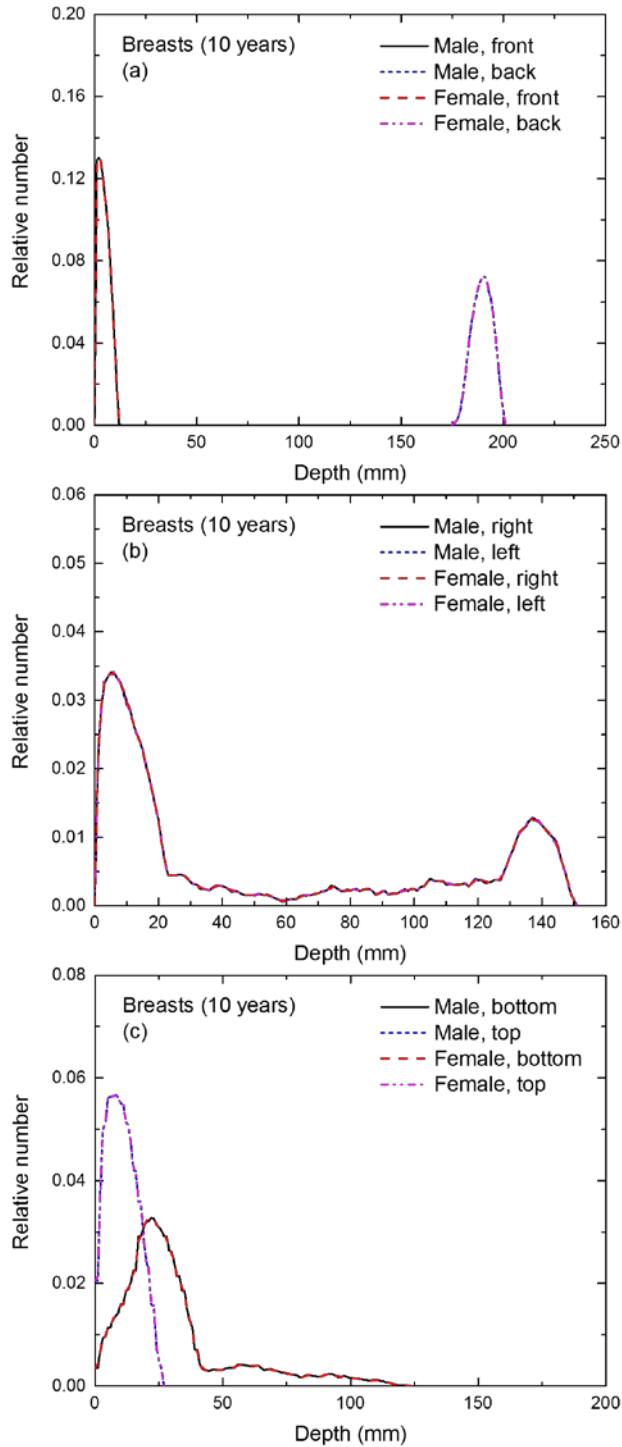 Breasts (10 years)
(a)
Male, front
Male, back
Female, front
Female, back
0.20
0.16
0.12
0.08
0.04
0.00
Relative number
0 50 100 150 200 250
Depth (mm)
Breasts (10 years)
(b)
Male, right
Male, left
Female, right
Female, left
0.06
0.05
0.04
0.03
0.02
0.01
0.00
Relative number
0 20 40 60 80 100 120 140 160
Depth (mm)
Breasts (10 years)
(c)
Male, bottom
Male, top
Female, bottom
Female, top
0.08
0.06
0.04
0.02
0.00
Relative number
0 50 100 150 200
Depth (mm)